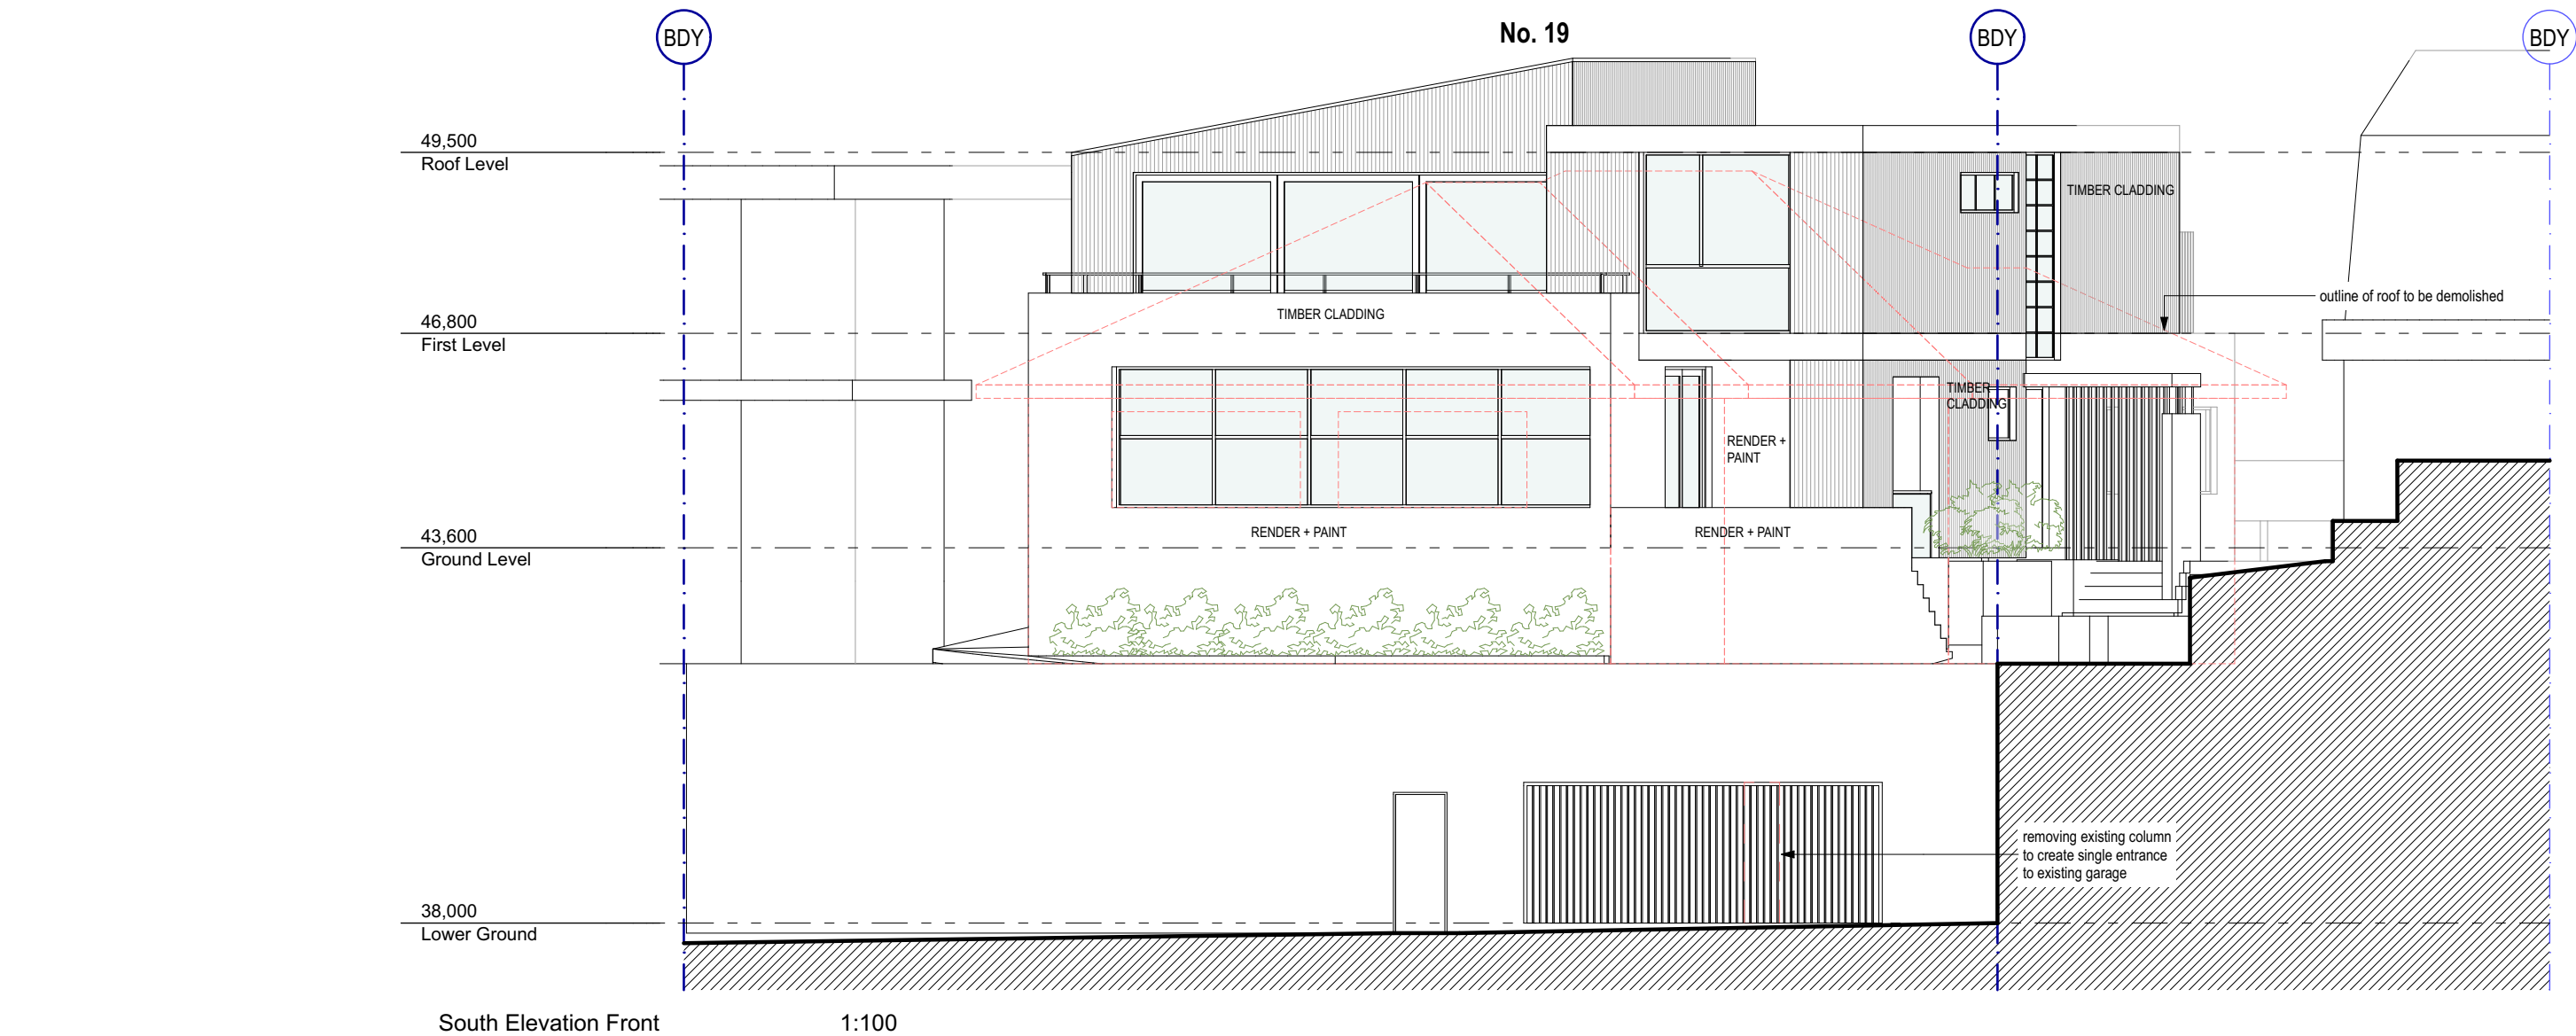 No. 19
BDY
BDY
BDY
49,500
Roof Level
TIMBER CLADDING
outline of roof to be demolished
46,800
First Level
TIMBER CLADDING
TIMBER
CLADDING
RENDER +
PAINT
43,600
Ground Level
RENDER + PAINT
RENDER + PAINT
removing existing column
to create single entrance
to existing garage
38,000
Lower Ground
South Elevation Front
1:100